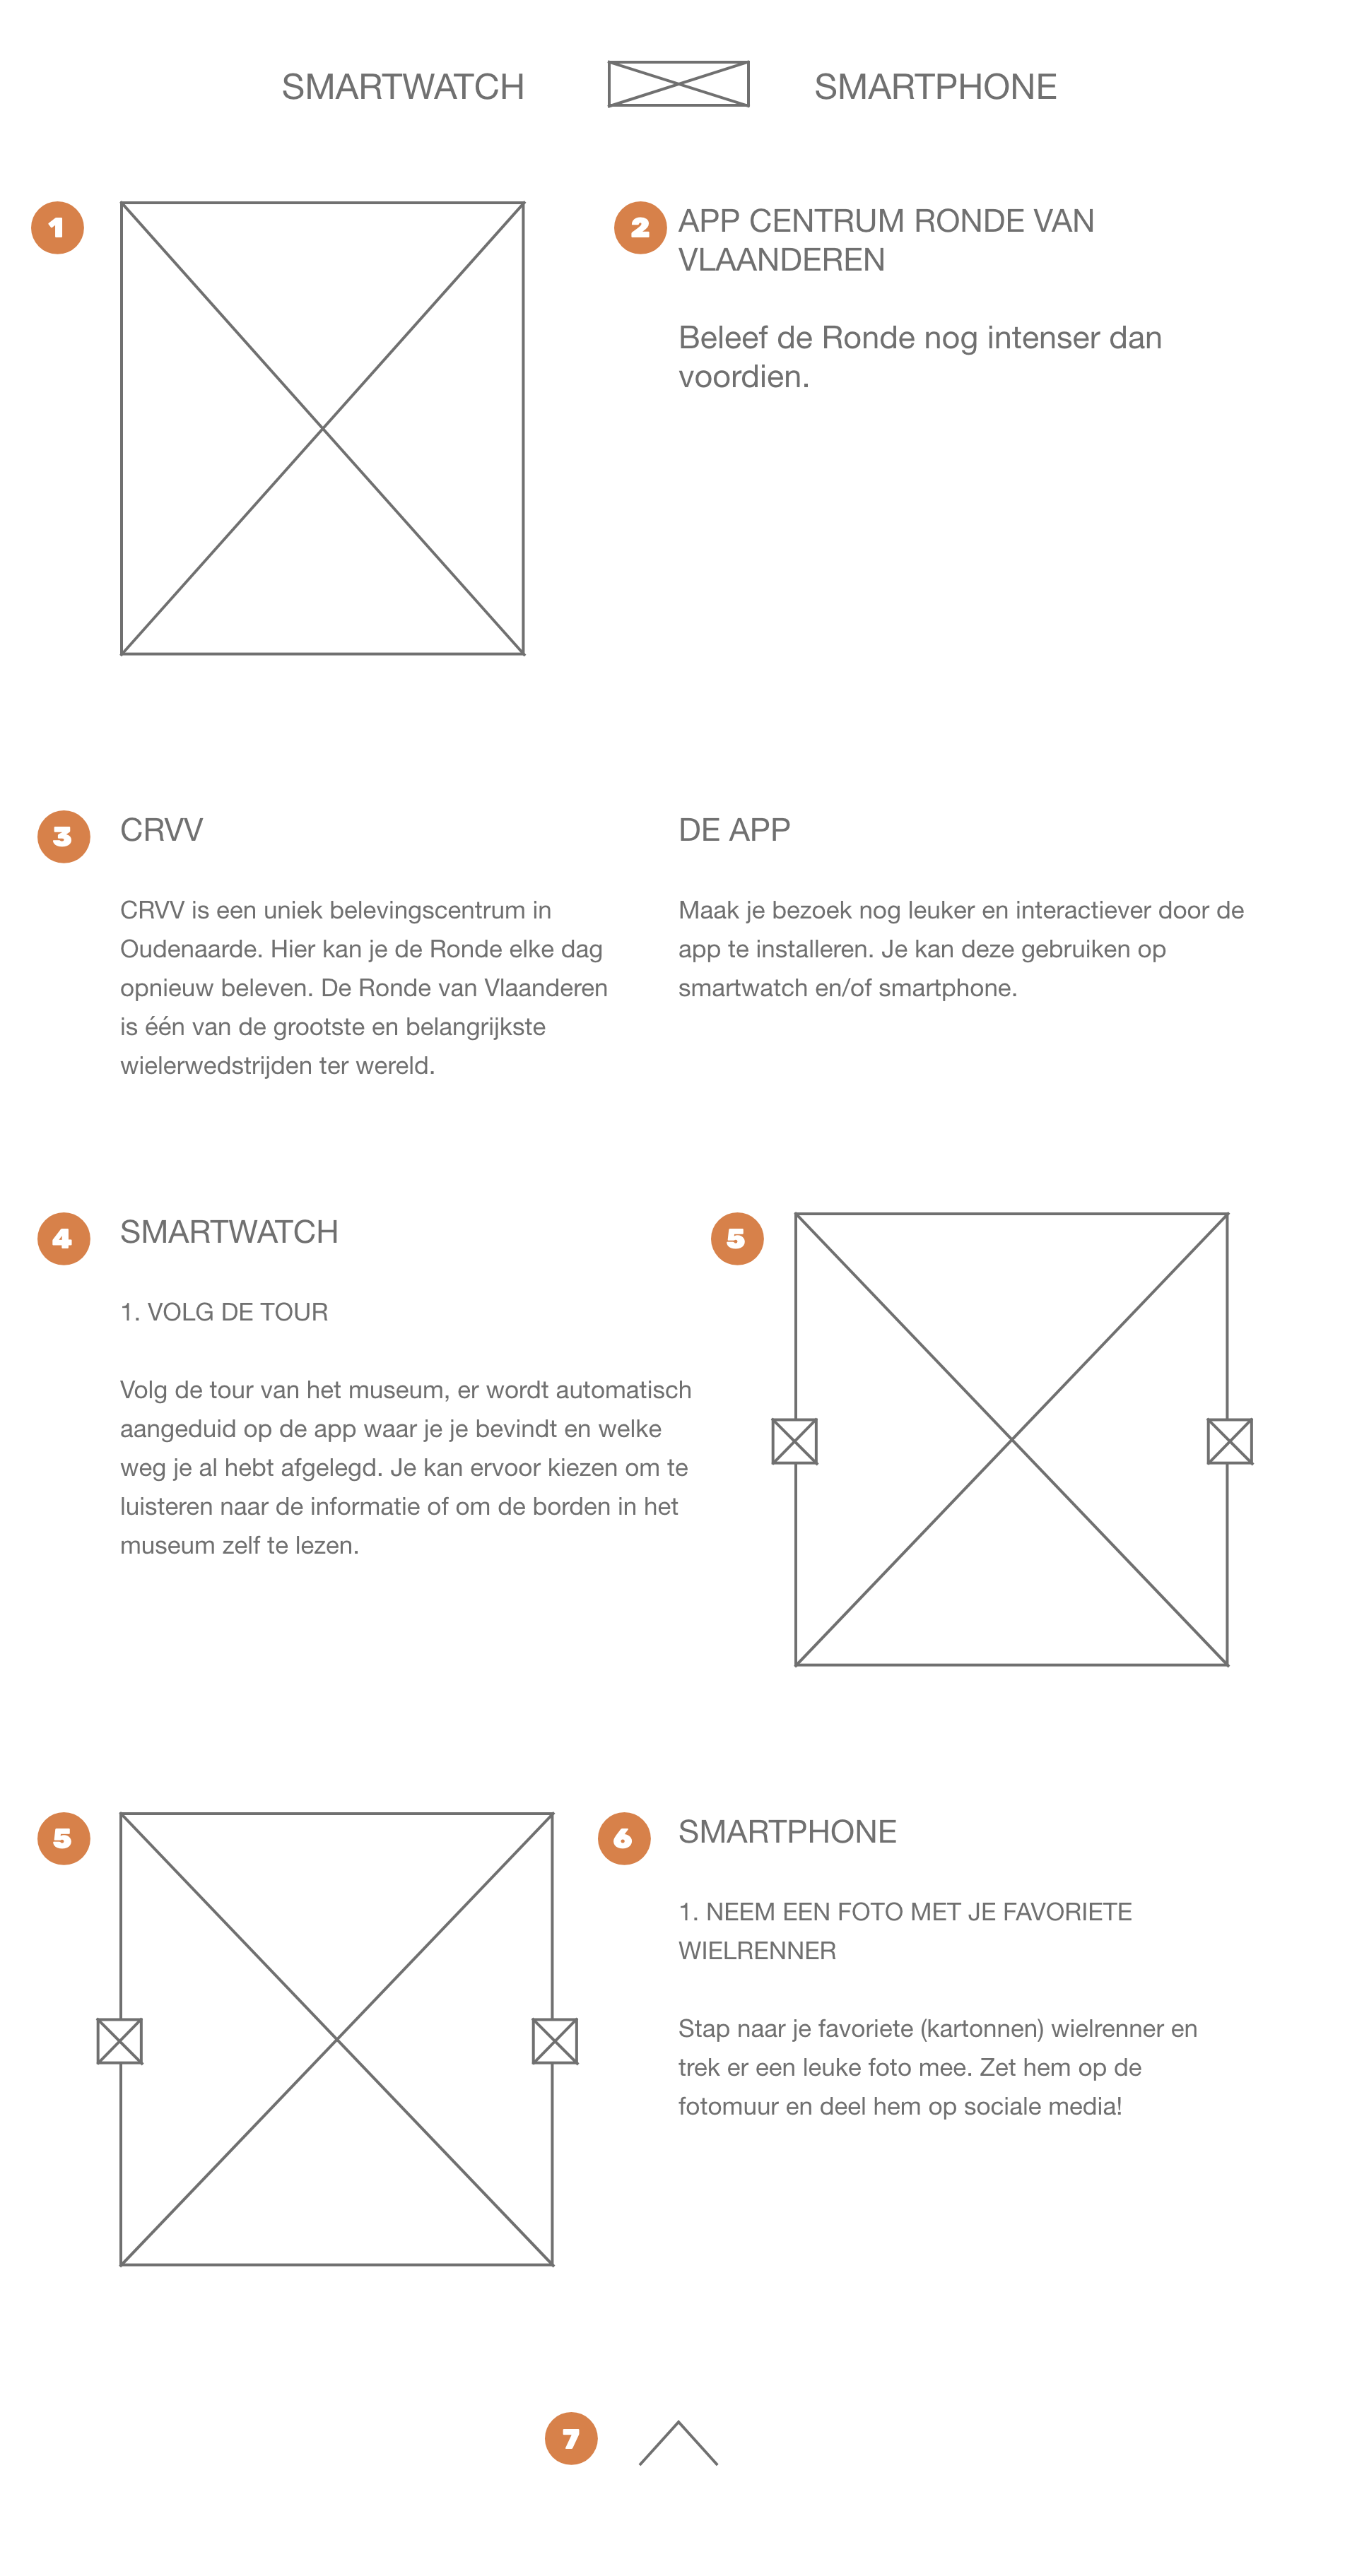 SMARTWATCH
SMARTPHONE
1
2
APP CENTRUM RONDE VAN
VLAANDEREN
Beleef de Ronde nog intenser dan
voordien.
3
CRVV
CRVV is een uniek belevingscentrum in
Oudenaarde. Hier kan je de Ronde elke dag
opnieuw beleven. De Ronde van Vlaanderen
is één van de grootste en belangrijkste
wielerwedstrijden ter wereld.
DE APP
Maak je bezoek nog leuker en interactiever door de
app te installeren. Je kan deze gebruiken op
smartwatch en/of smartphone.
4
SMARTWATCH
1. VOLG DE TOUR
Volg de tour van het museum, er wordt automatisch
aangeduid op de app waar je je bevindt en welke
weg je al hebt afgelegd. Je kan ervoor kiezen om te
luisteren naar de informatie of om de borden in het
museum zelf te lezen.
5
5
6
SMARTPHONE
1. NEEM EEN FOTO MET JE FAVORIETE
WIELRENNER
Stap naar je favoriete (kartonnen) wielrenner en
trek er een leuke foto mee. Zet hem op de
fotomuur en deel hem op sociale media!
7